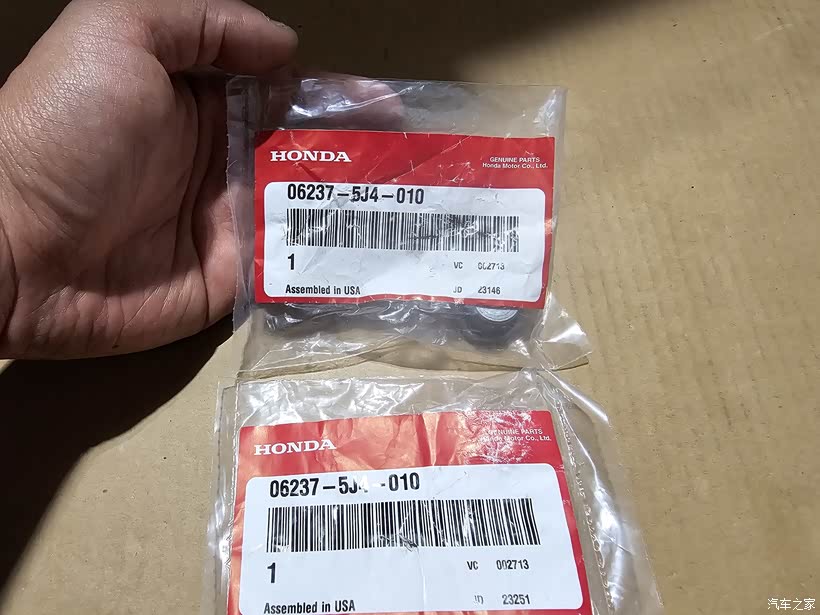 HONDA
GENUINE PARTS
Honda Motor Co., Ltd.
06237-5J4-010
1
VC 002713
Assembled in USA
JD 23146
HONDA
GENUINE PARTS
Honda Motor Co., Ltd.
06237-5J4-010
1
VC 002713
Assembled in USA
JD 23251
汽车之家